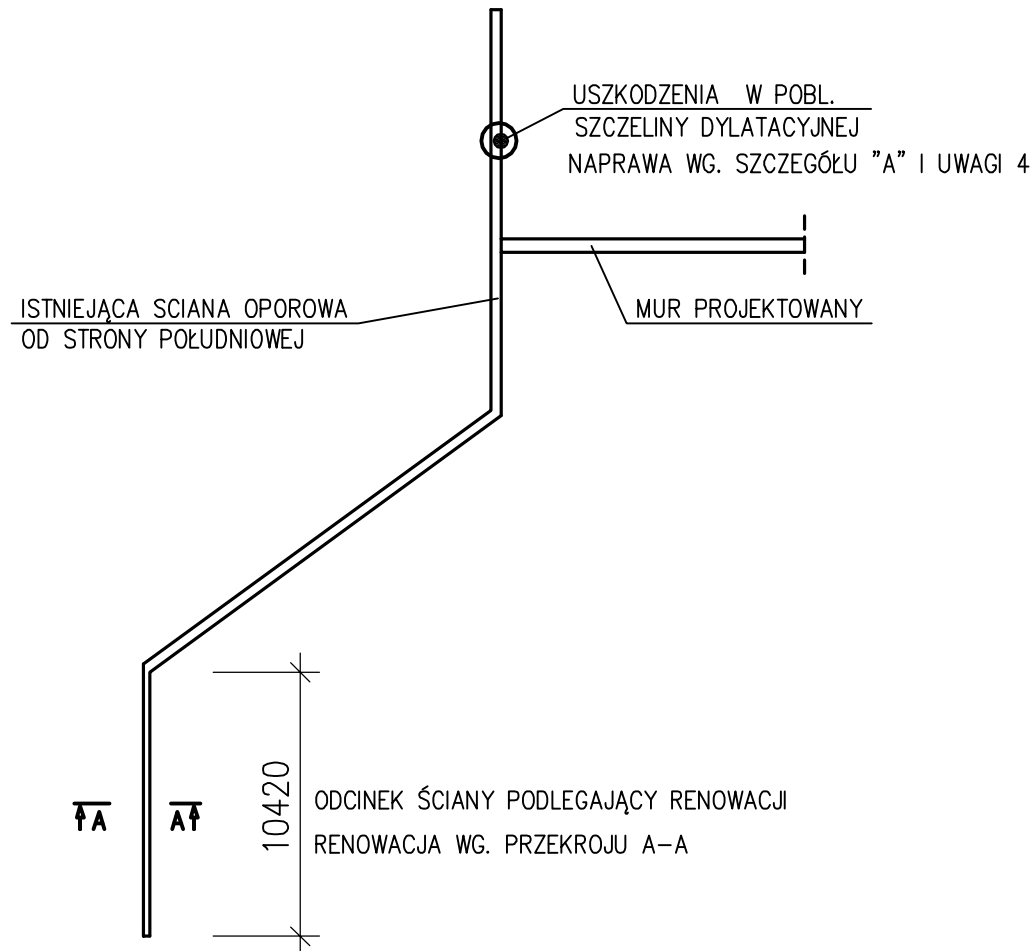 USZKODZENIA W POBL.
SZCZELINY DYLATACYJNEJ
NAPRAWA WG. SZCZEGÓŁU "A" I UWAGI 4
ISTNIEJĄCA SCIANA OPOROWA
OD STRONY POŁUDNIOWEJ
MUR PROJEKTOWANY
10420
ODCINEK ŚCIANY PODLEGAJĄCY RENOWACJI
RENOWACJA WG. PRZEKROJU A-A
A A